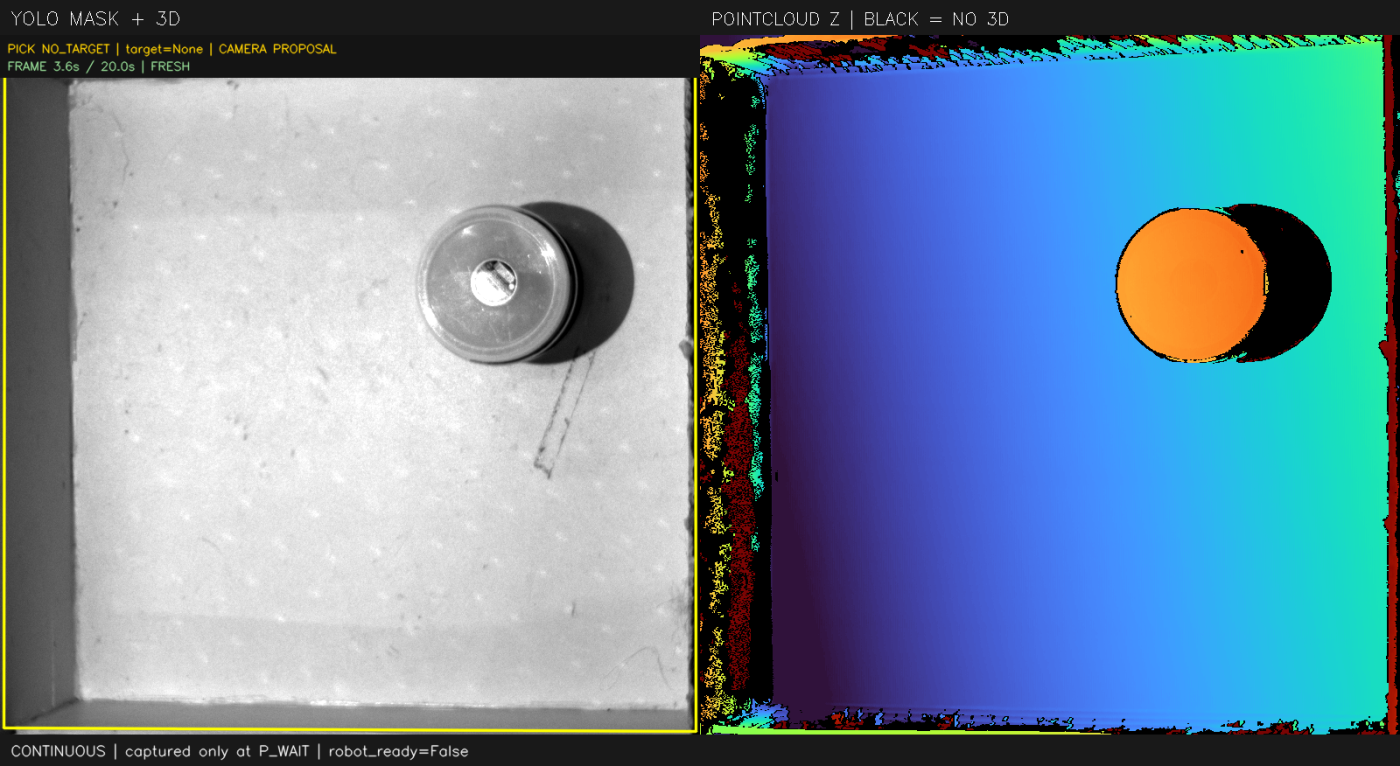 YOLO MASK + 3D
POINTCLOUD Z | BLACK = NO 3D
PICK NO_TARGET | target=None | CAMERA PROPOSAL
FRAME 3.6s / 20.0s | FRESH
CONTINUOUS | captured only at P_WAIT | robot_ready=False